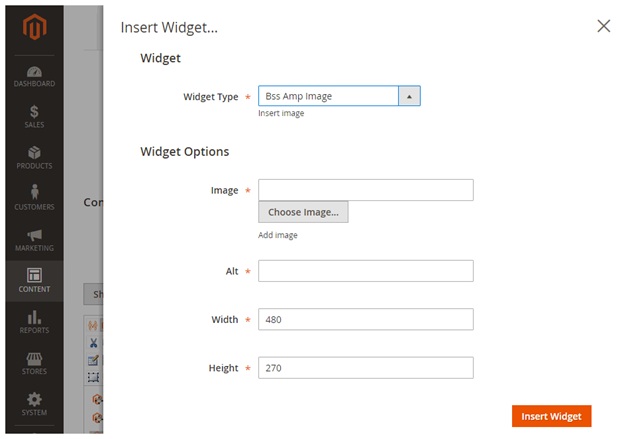 Insert Widget...
Widget
Widget Type *
Bss Amp Image
Insert image
Widget Options
Image *
Choose Image...
Add image
Alt *
Width *
480
Height *
270
Insert Widget
DASHBOARD
$
SALES
PRODUCTS
CUSTOMERS
MARKETING
CONTENT
REPORTS
STORES
SYSTEM
Con
Sh